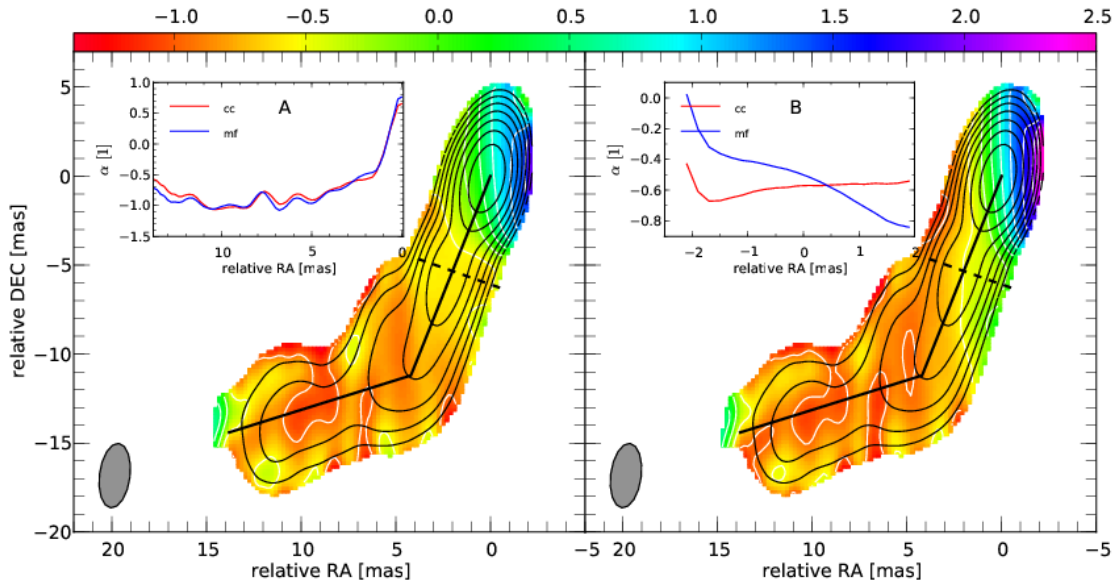 −1.0 −0.5 −0.0 0.5 1.0 1.5 2.0 2.5
relative DEC [mas]
5
0
−5
−10
−15
−20
20 15 10 5 0
relative RA [mas]
1.0
0.5
0.0
−0.5
−1.0
−1.5
α [1]
cc
mf
A
10 5 0
relative RA [mas]
0.0
−0.2
−0.4
−0.6
−0.8
α [1]
cc
mf
B
−2 −1 0 1 2
relative RA [mas]
20 15 10 5 0 −5
relative RA [mas]